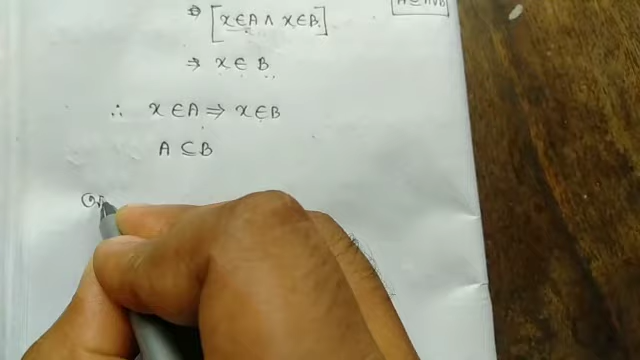 ⇒ [x ∈ A ∧ x ∈ B]
⇒ x ∈ B
∴ x ∈ A ⇒ x ∈ B
A ⊆ B